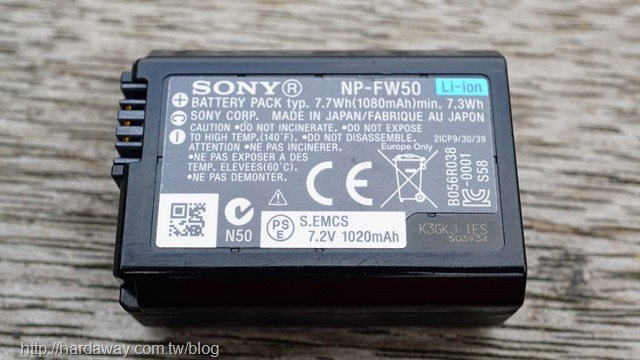 SONY® NP-FW50 Li-ion
BATTERY PACK typ. 7.7Wh(1080mAh)min. 7.3Wh
SONY CORP. MADE IN JAPAN/FABRIQUE AU JAPON
CAUTION •DO NOT INCINERATE. •DO NOT EXPOSE
TO HIGH TEMP.(140°F). •DO NOT DISASSEMBLE.
2ICP9/30/39
ATTENTION •NE PAS INCINERER.
•NE PAS EXPOSER A DES
TEMP. ELEVEES(60℃)
•NE PAS DEMONTER.
Europe Only
CE
B056R038
-0001
S58
N50
PS E
S.EMCS
7.2V 1020mAh
K3GKJ 1ES
S03934
http://hardaway.com.tw/blog